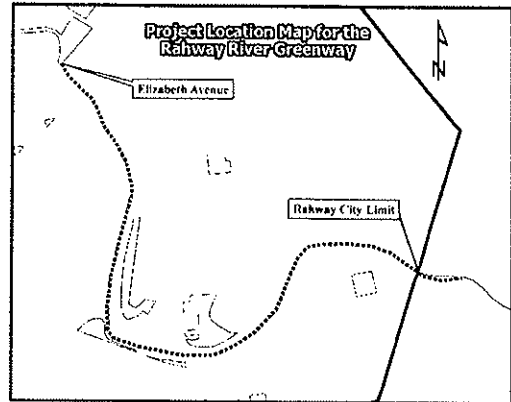 Project Location Map for the
Rahway River Greenway
N
Elizabeth Avenue
Rahway City Limit